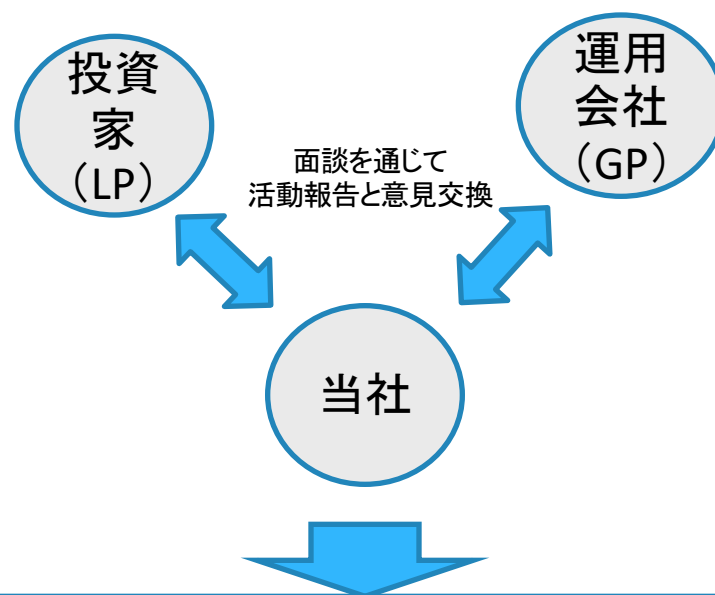 投資
家
（LP）
運用
会社
（GP）
面談を通じて
活動報告と意見交換
当社